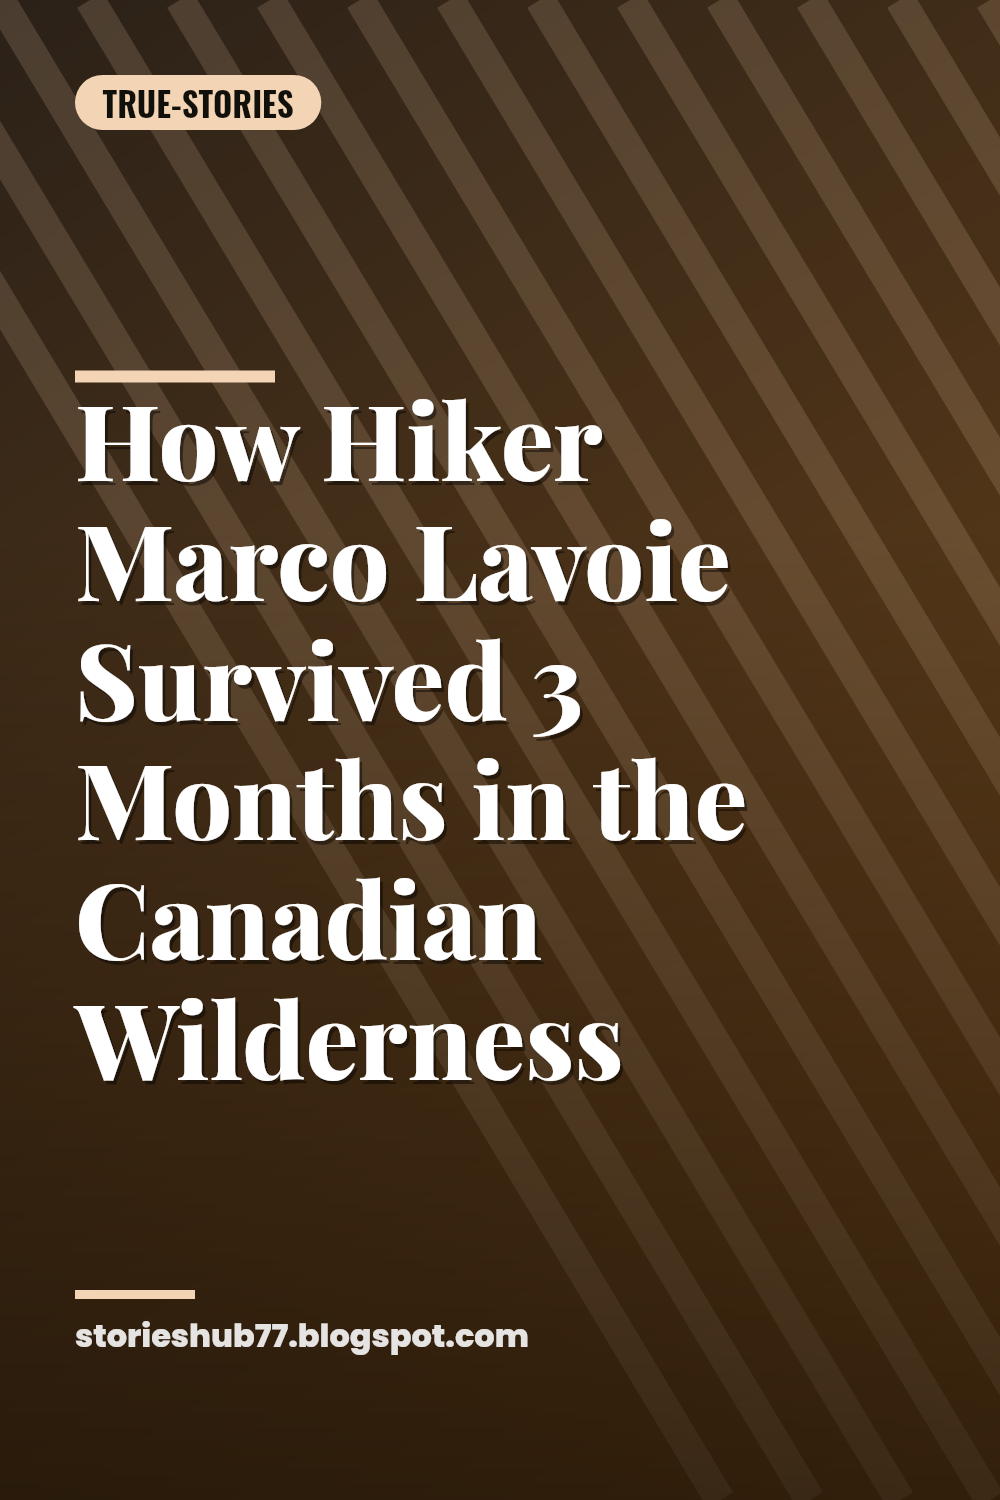 TRUE-STORIES
How Hiker
Marco Lavoie
Survived 3
Months in the
Canadian
Wilderness
storieshub77.blogspot.com